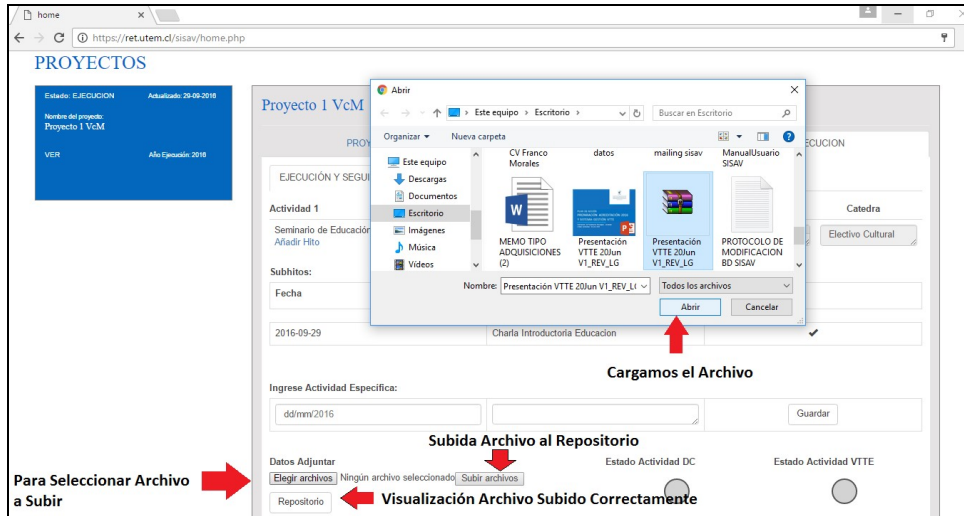 home
https://ret.utem.cl/sisav/home.php
PROYECTOS
Estado: EJECUCION Actualizado: 29-09-2016
Nombre del proyecto:
Proyecto 1 VcM
VER Año Ejecución: 2016
Proyecto 1 VcM
Abrir
Este equipo > Escritorio >
Buscar en Escritorio
Organizar Nueva carpeta
Este equipo
Descargas
Documentos
Escritorio
Imágenes
Música
Vídeos
CV Franco Morales
datos
mailing sisav
ManualUsuario SISAV
MEMO TIPO ADQUISICIONES (2)
Presentación VTTE 20Jun V1_REV_LG
Presentación VTTE 20Jun V1_REV_LG
PROTOCOLO DE MODIFICACION BD SISAV
Nombre: Presentación VTTE 20Jun V1_REV_L Todos los archivos
Abrir Cancelar
PROY ECUCION
EJECUCIÓN Y SEGUI
Actividad 1 Catedra
Seminario de Educación Electivo Cultural
Añadir Hito
Subhitos:
Fecha
2016-09-29 Charla Introductoria Educacion
Cargamos el Archivo
Ingrese Actividad Específica:
dd/mm/2016 Guardar
Subida Archivo al Repositorio
Datos Adjuntar Estado Actividad DC Estado Actividad VTTE
Elegir archivos Ningún archivo seleccionado Subir archivos
Para Seleccionar Archivo
a Subir
Repositorio Visualización Archivo Subido Correctamente